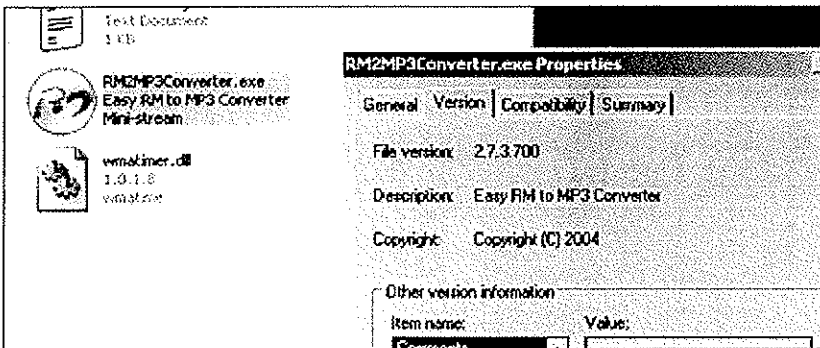 Text Document
1 KB
RM2MP3Converter.exe
Easy RM to MP3 Converter
Mini-stream
wmatimer.dll
1.0.1.8
wmatime
RM2MP3Converter.exe Properties
General Version Compatibility Summary
File version: 2.7.3.700
Description: Easy RM to MP3 Converter
Copyright: Copyright (C) 2004
Other version information
Item name: Value:
Comments